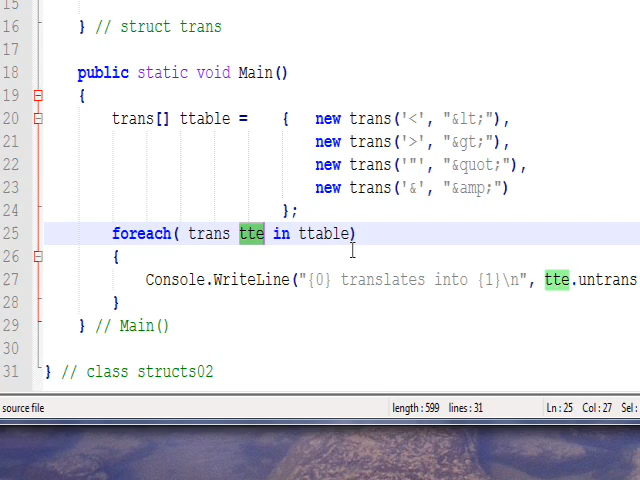 15
16 } // struct trans
17
18 public static void Main()
19 {
20 trans[] ttable = { new trans('<', "&lt;"),
21 new trans('>', "&gt;"),
22 new trans('"', "&quot;"),
23 new trans('&', "&amp;")
24 };
25 foreach( trans tte in ttable)
26 {
27 Console.WriteLine("{0} translates into {1}\n", tte.untrans
28 }
29 } // Main()
30
31 } // class structs02
source file length : 599 lines : 31 Ln : 25 Col : 27 Sel :